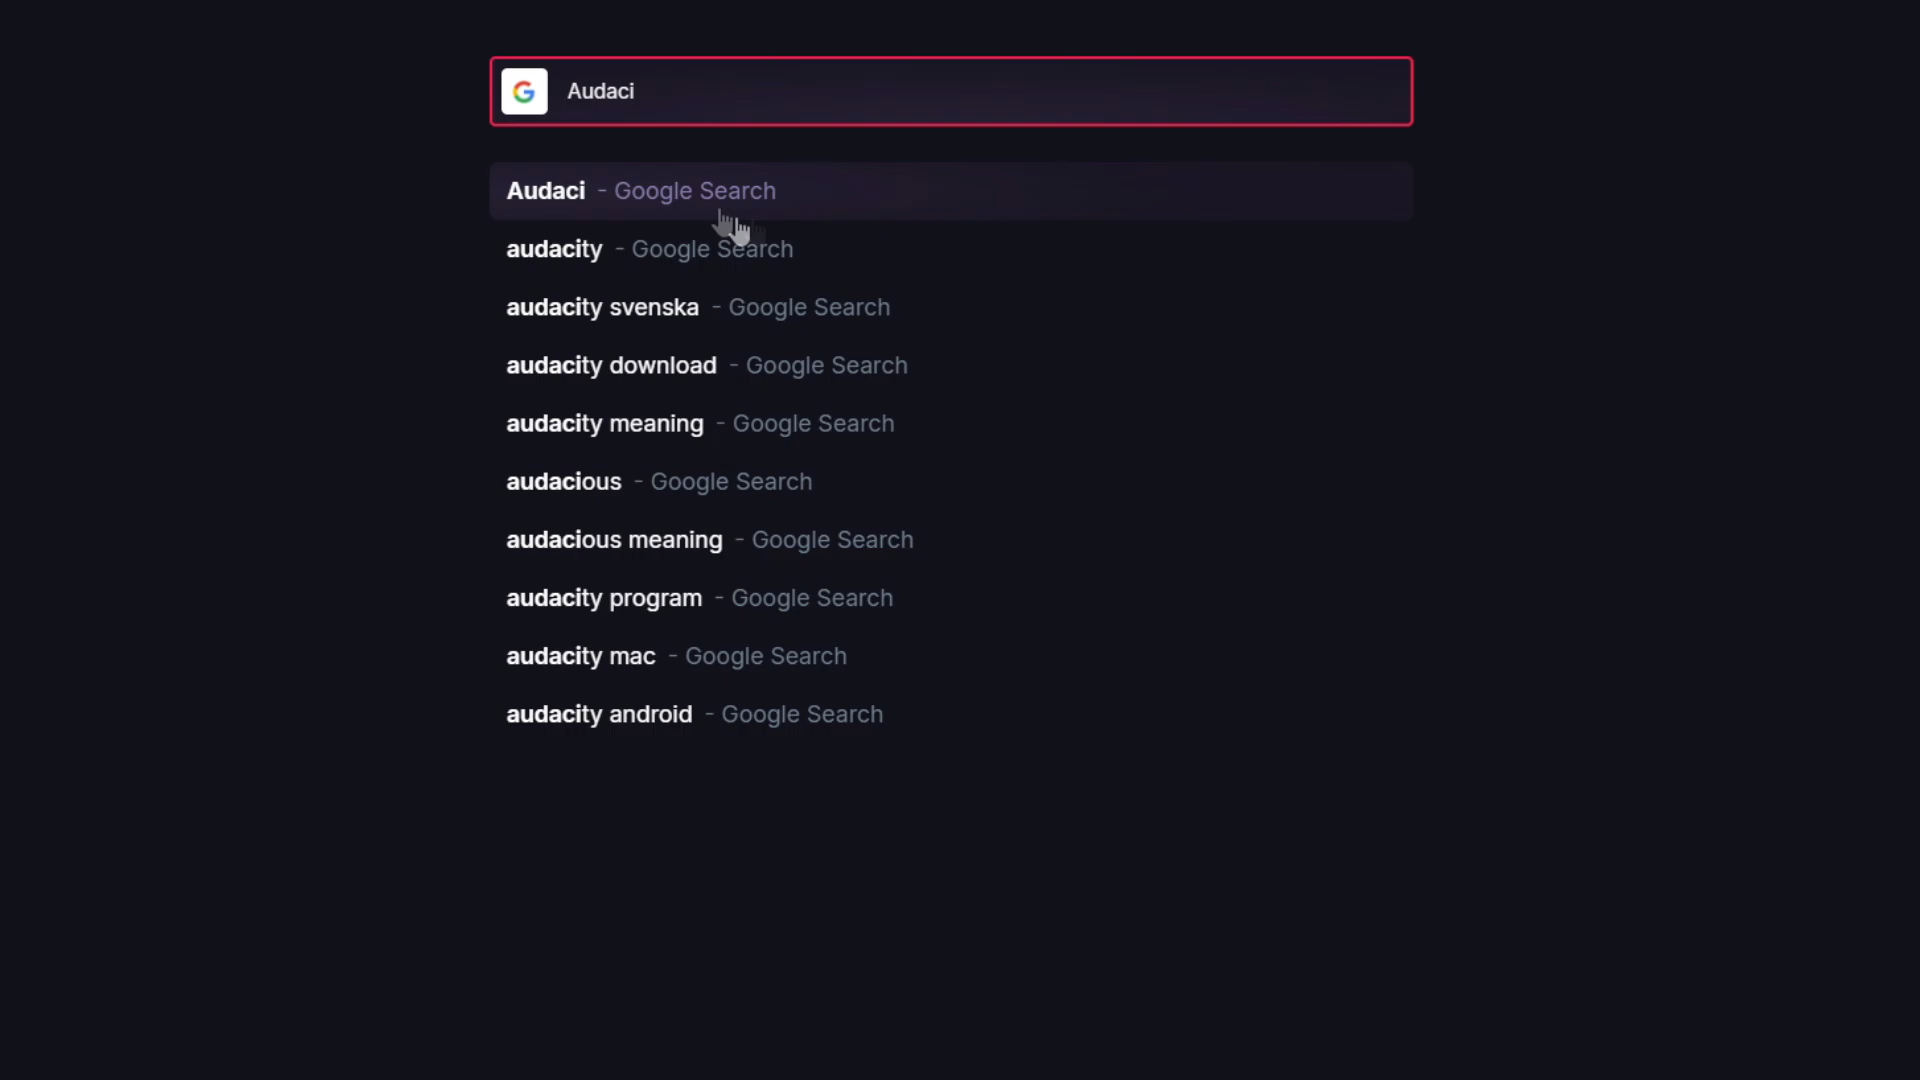 Audaci
Audaci - Google Search
audacity - Google Search
audacity svenska - Google Search
audacity download - Google Search
audacity meaning - Google Search
audacious - Google Search
audacious meaning - Google Search
audacity program - Google Search
audacity mac - Google Search
audacity android - Google Search